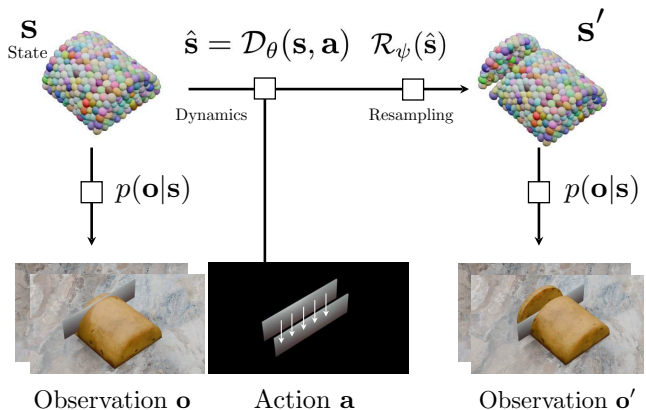 s
State
ŝ = 𝒟_θ(s, a) ℛ_ψ(ŝ)
s′
Dynamics
Resampling
p(o|s)
p(o|s)
Observation o
Action a
Observation o′